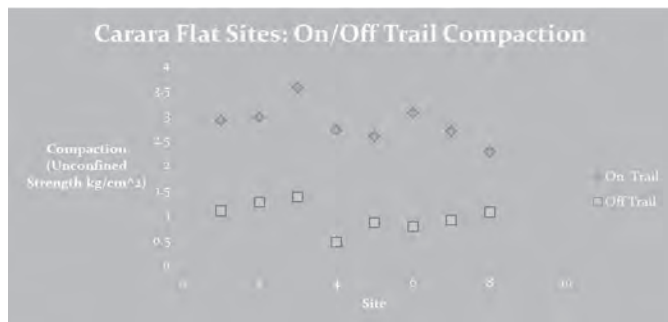 Carara Flat Sites: On/Off Trail Compaction
4
3.5
3
2.5
2
1.5
1
0.5
0
Compaction
(Unconfined
Strength kg/cm^2)
0
2
4
6
8
10
Site
On Trail
Off Trail